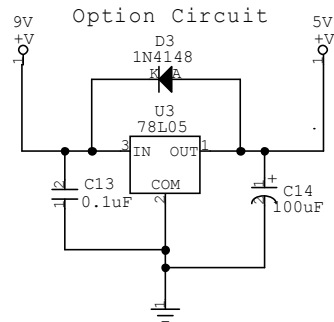 Option Circuit
9V
+V
1
5V
+V
1
D3
1N4148
K A
U3
78L05
3 IN OUT 1
COM
2
2
1
C13
0.1uF
1
2
+
C14
100uF
1